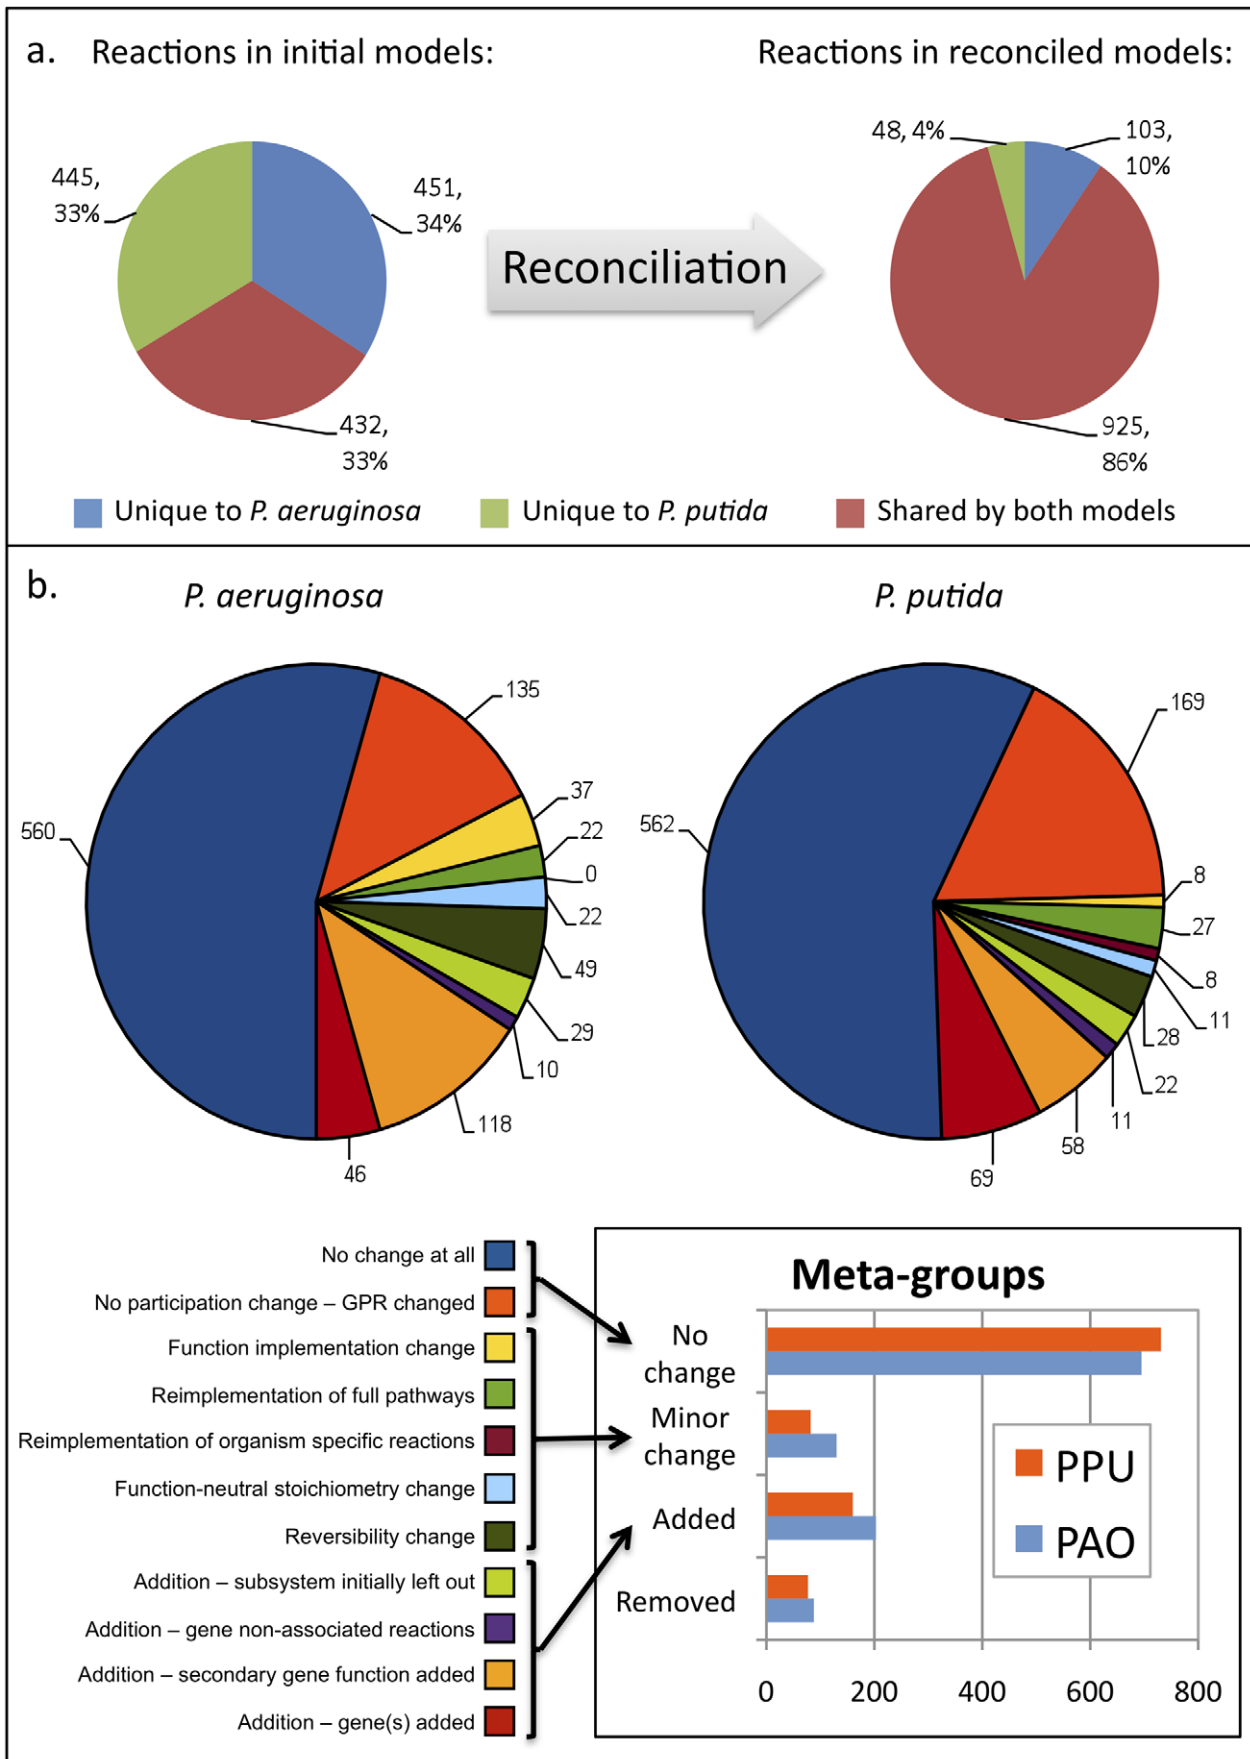 a. Reactions in initial models:
Reactions in reconciled models:
445,
33%
451,
34%
432,
33%
Reconciliation
48, 4%
103,
10%
925,
86%
Unique to P. aeruginosa
Unique to P. putida
Shared by both models
b.
P. aeruginosa
P. putida
560
135
37
22
0
22
49
29
10
118
46
562
169
8
27
8
11
28
22
11
58
69
No change at all
No participation change – GPR changed
Function implementation change
Reimplementation of full pathways
Reimplementation of organism specific reactions
Function-neutral stoichiometry change
Reversibility change
Addition – subsystem initially left out
Addition – gene non-associated reactions
Addition – secondary gene function added
Addition – gene(s) added
Meta-groups
No
change
Minor
change
Added
Removed
PPU
PAO
0 200 400 600 800